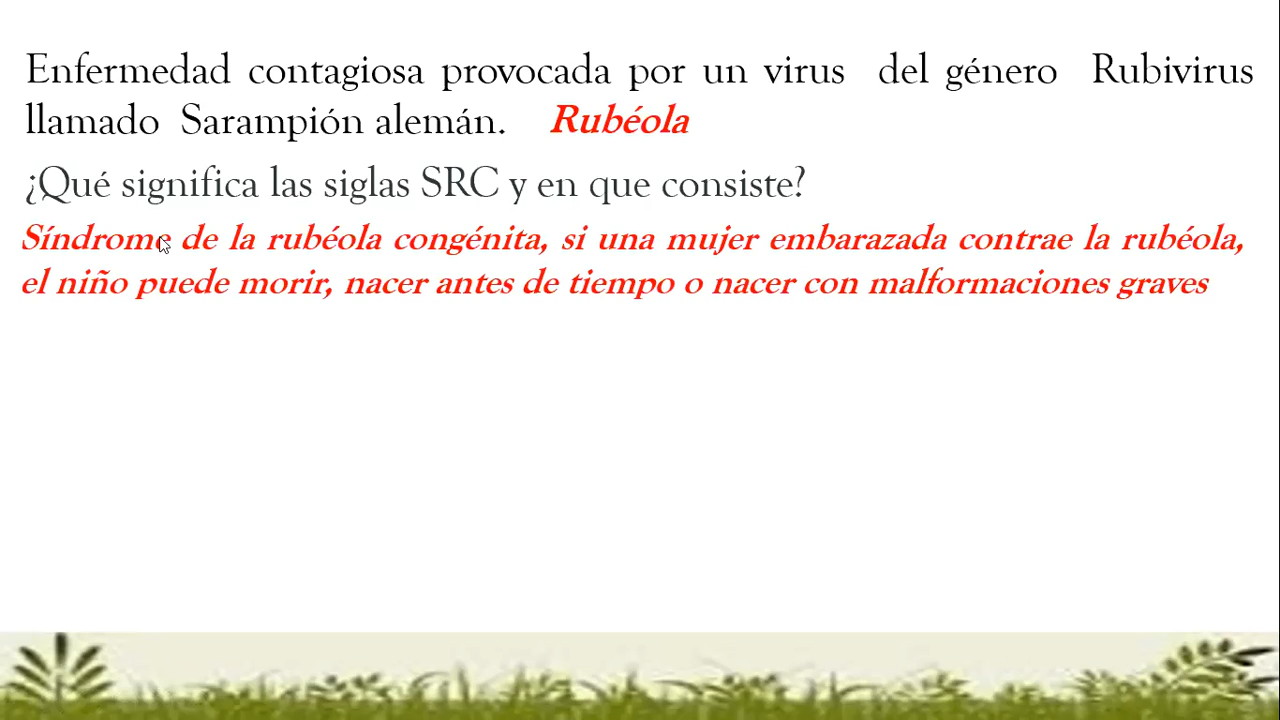 Enfermedad contagiosa provocada por un virus del género Rubivirus
llamado Sarampión alemán. Rubéola
¿Qué significa las siglas SRC y en que consiste?
Síndrome de la rubéola congénita, si una mujer embarazada contrae la rubéola,
el niño puede morir, nacer antes de tiempo o nacer con malformaciones graves